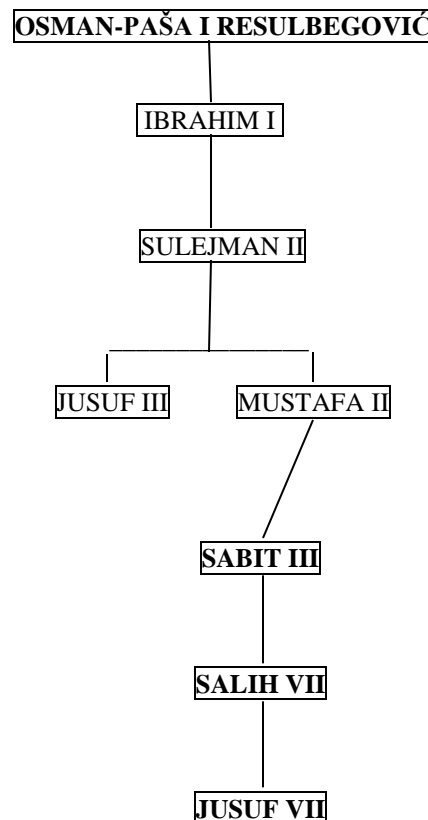 OSMAN-PAŠA I RESULBEGOVIĆ
IBRAHIM I
SULEJMAN II
JUSUF III MUSTAFA II
SABIT III
SALIH VII
JUSUF VII